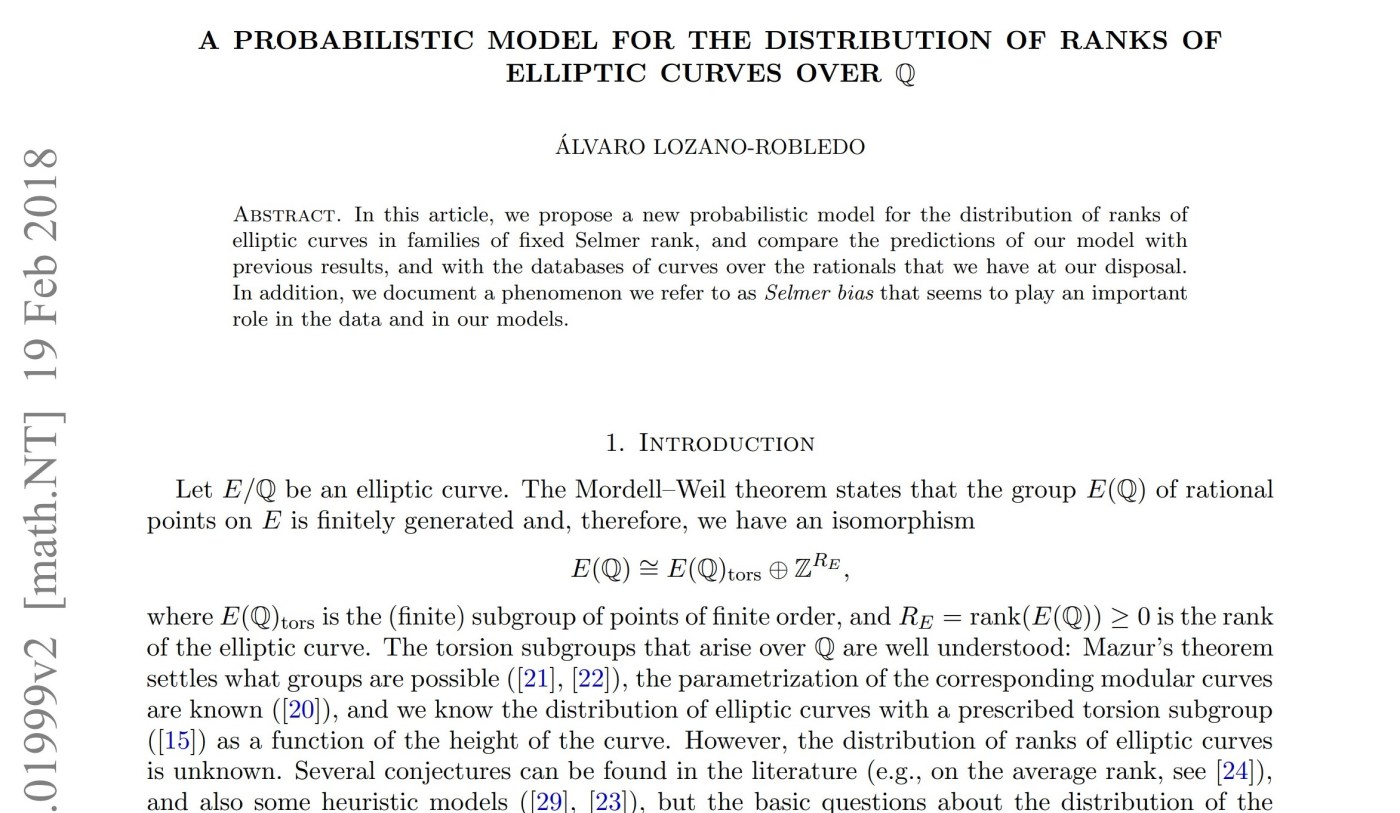 A PROBABILISTIC MODEL FOR THE DISTRIBUTION OF RANKS OF
ELLIPTIC CURVES OVER ℚ
ÁLVARO LOZANO-ROBLEDO
ABSTRACT. In this article, we propose a new probabilistic model for the distribution of ranks of
elliptic curves in families of fixed Selmer rank, and compare the predictions of our model with
previous results, and with the databases of curves over the rationals that we have at our disposal.
In addition, we document a phenomenon we refer to as Selmer bias that seems to play an important
role in the data and in our models.
1. INTRODUCTION
Let E/ℚ be an elliptic curve. The Mordell–Weil theorem states that the group E(ℚ) of rational
points on E is finitely generated and, therefore, we have an isomorphism
E(ℚ) ≅ E(ℚ)_tors ⊕ ℤ^{R_E},
where E(ℚ)_tors is the (finite) subgroup of points of finite order, and R_E = rank(E(ℚ)) ≥ 0 is the rank
of the elliptic curve. The torsion subgroups that arise over ℚ are well understood: Mazur's theorem
settles what groups are possible ([21], [22]), the parametrization of the corresponding modular curves
are known ([20]), and we know the distribution of elliptic curves with a prescribed torsion subgroup
([15]) as a function of the height of the curve. However, the distribution of ranks of elliptic curves
is unknown. Several conjectures can be found in the literature (e.g., on the average rank, see [24]),
and also some heuristic models ([29], [23]), but the basic questions about the distribution of the
.01999v2 [math.NT] 19 Feb 2018